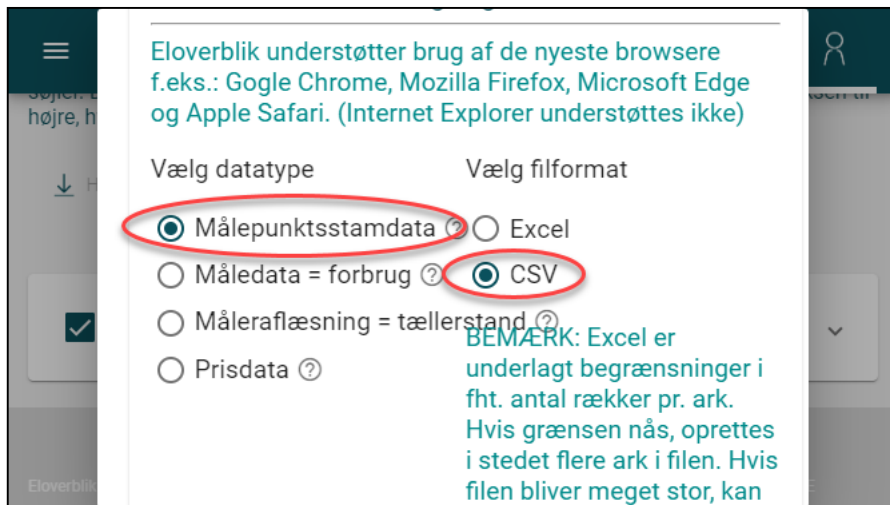 Eloverblik understøtter brug af de nyeste browsere
f.eks.: Gogle Chrome, Mozilla Firefox, Microsoft Edge
og Apple Safari. (Internet Explorer understøttes ikke)
højre, h
Vælg datatype
Målepunktsstamdata
Måledata = forbrug
Måleraflæsning = tællerstand
Prisdata
Vælg filformat
Excel
CSV
BEMÆRK: Excel er
underlagt begrænsninger i
fht. antal rækker pr. ark.
Hvis grænsen nås, oprettes
i stedet flere ark i filen. Hvis
filen bliver meget stor, kan
H
Eloverblik